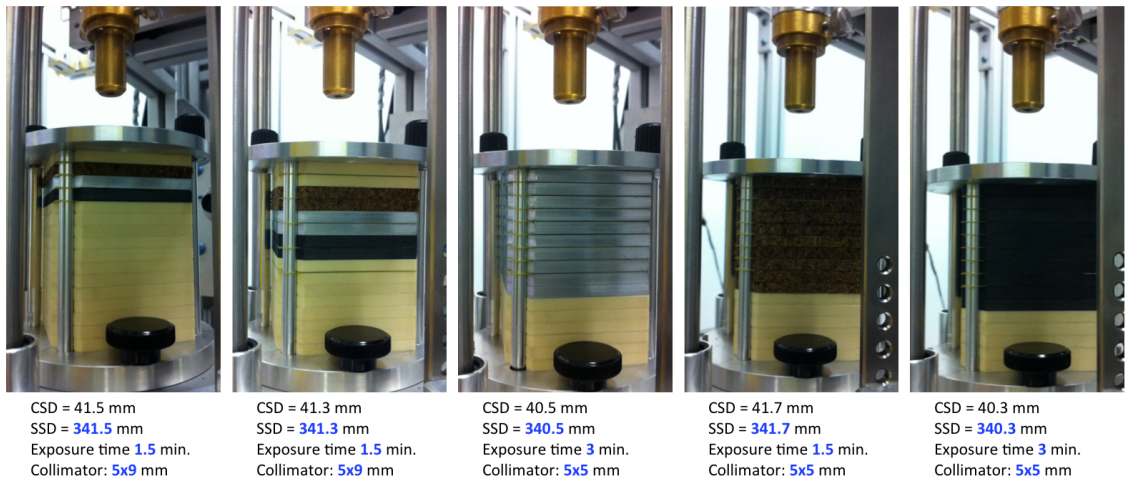 CSD = 41.5 mm
SSD = 341.5 mm
Exposure time 1.5 min.
Collimator: 5x9 mm
CSD = 41.3 mm
SSD = 341.3 mm
Exposure time 1.5 min.
Collimator: 5x9 mm
CSD = 40.5 mm
SSD = 340.5 mm
Exposure time 3 min.
Collimator: 5x5 mm
CSD = 41.7 mm
SSD = 341.7 mm
Exposure time 1.5 min.
Collimator: 5x5 mm
CSD = 40.3 mm
SSD = 340.3 mm
Exposure time 3 min.
Collimator: 5x5 mm